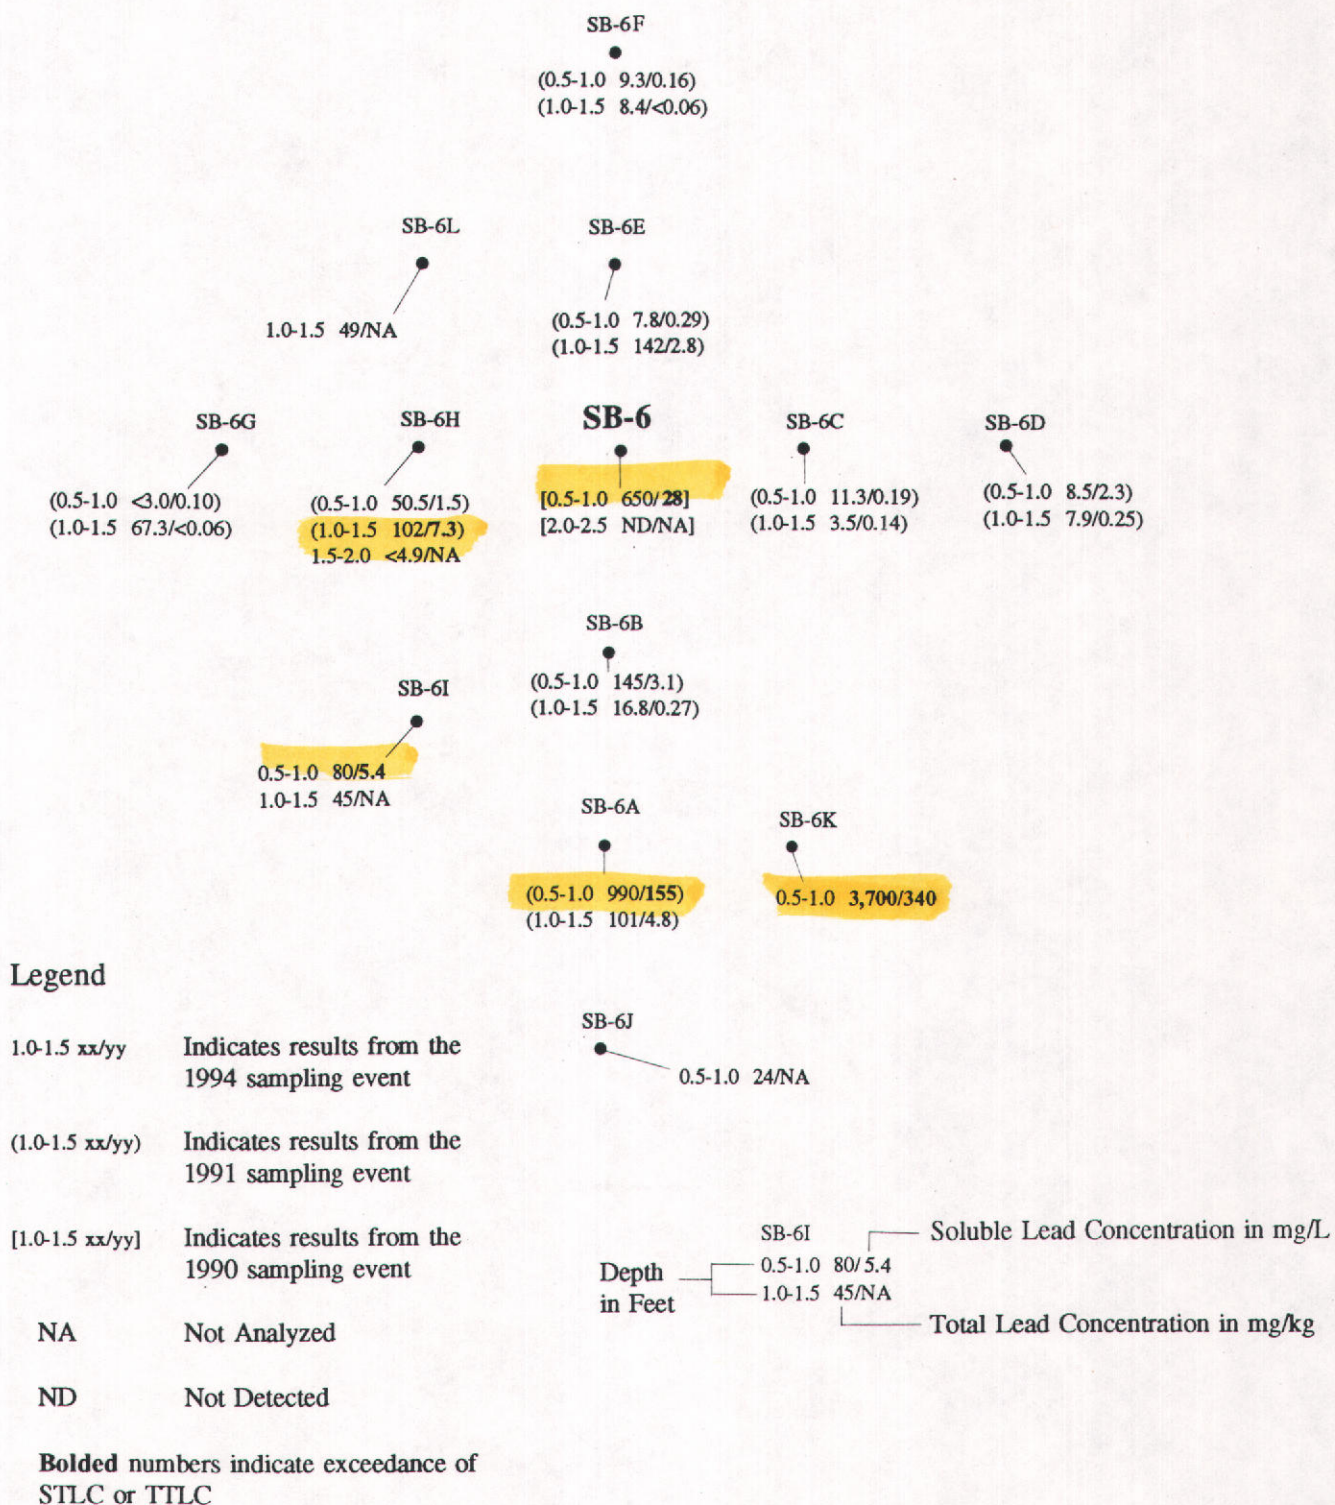 SB-6F
(0.5-1.0 9.3/0.16)
(1.0-1.5 8.4/<0.06)
SB-6L
1.0-1.5 49/NA
SB-6E
(0.5-1.0 7.8/0.29)
(1.0-1.5 142/2.8)
SB-6G
(0.5-1.0 <3.0/0.10)
(1.0-1.5 67.3/<0.06)
SB-6H
(0.5-1.0 50.5/1.5)
(1.0-1.5 102/7.3)
1.5-2.0 <4.9/NA
SB-6
[0.5-1.0 650/28]
[2.0-2.5 ND/NA]
SB-6C
(0.5-1.0 11.3/0.19)
(1.0-1.5 3.5/0.14)
SB-6D
(0.5-1.0 8.5/2.3)
(1.0-1.5 7.9/0.25)
SB-6B
(0.5-1.0 145/3.1)
(1.0-1.5 16.8/0.27)
SB-6I
0.5-1.0 80/5.4
1.0-1.5 45/NA
SB-6A
(0.5-1.0 990/155)
(1.0-1.5 101/4.8)
SB-6K
0.5-1.0 3,700/340
SB-6J
0.5-1.0 24/NA
Legend
1.0-1.5 xx/yy Indicates results from the
1994 sampling event
(1.0-1.5 xx/yy) Indicates results from the
1991 sampling event
[1.0-1.5 xx/yy] Indicates results from the
1990 sampling event
NA Not Analyzed
ND Not Detected
Bolded numbers indicate exceedance of
STLC or TTLC
SB-6I
Soluble Lead Concentration in mg/L
Depth
in Feet
0.5-1.0 80/5.4
1.0-1.5 45/NA
Total Lead Concentration in mg/kg